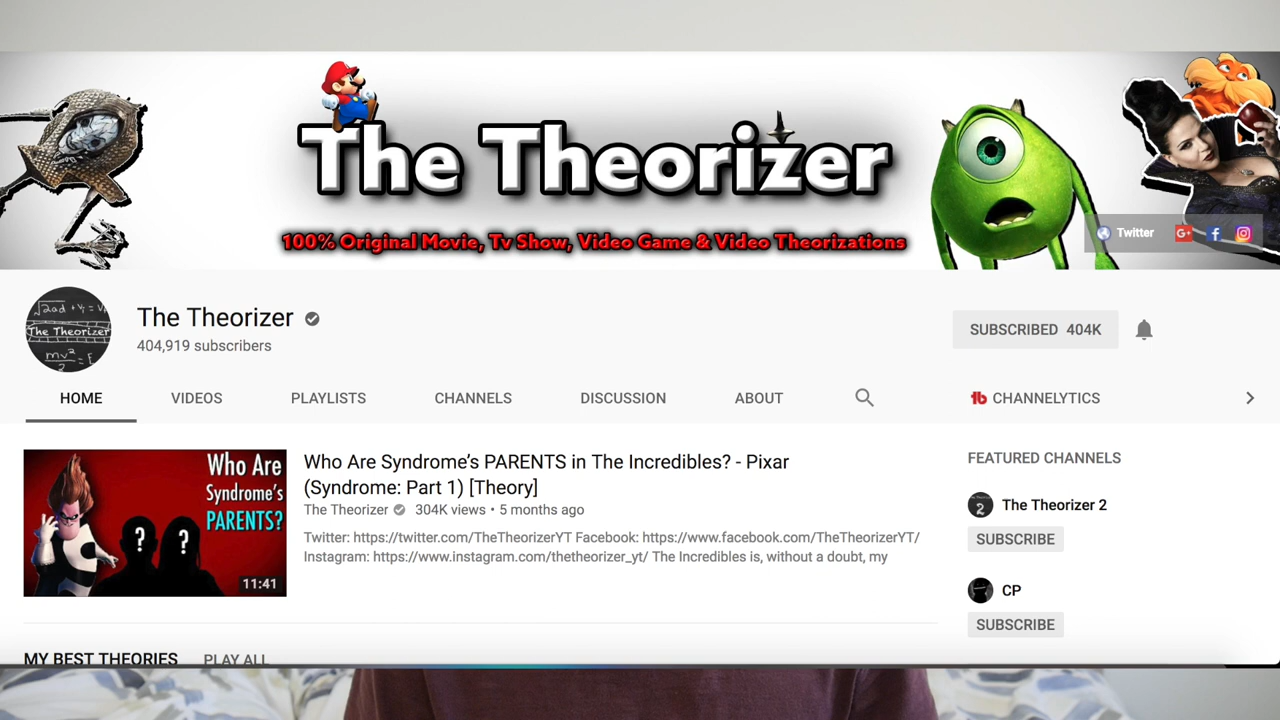 The Theorizer
100% Original Movie, Tv Show, Video Game & Video Theorizations
Twitter
G+
The Theorizer
The Theorizer
404,919 subscribers
SUBSCRIBED 404K
HOME
VIDEOS
PLAYLISTS
CHANNELS
DISCUSSION
ABOUT
CHANNELYTICS
Who Are
Syndrome's
PARENTS?
? ?
11:41
Who Are Syndrome's PARENTS in The Incredibles? - Pixar
(Syndrome: Part 1) [Theory]
The Theorizer 304K views • 5 months ago
Twitter: https://twitter.com/TheTheorizerYT Facebook: https://www.facebook.com/TheTheorizerYT/
Instagram: https://www.instagram.com/thetheorizer_yt/ The Incredibles is, without a doubt, my
FEATURED CHANNELS
2
The Theorizer 2
SUBSCRIBE
CP
SUBSCRIBE
MY BEST THEORIES PLAY ALL